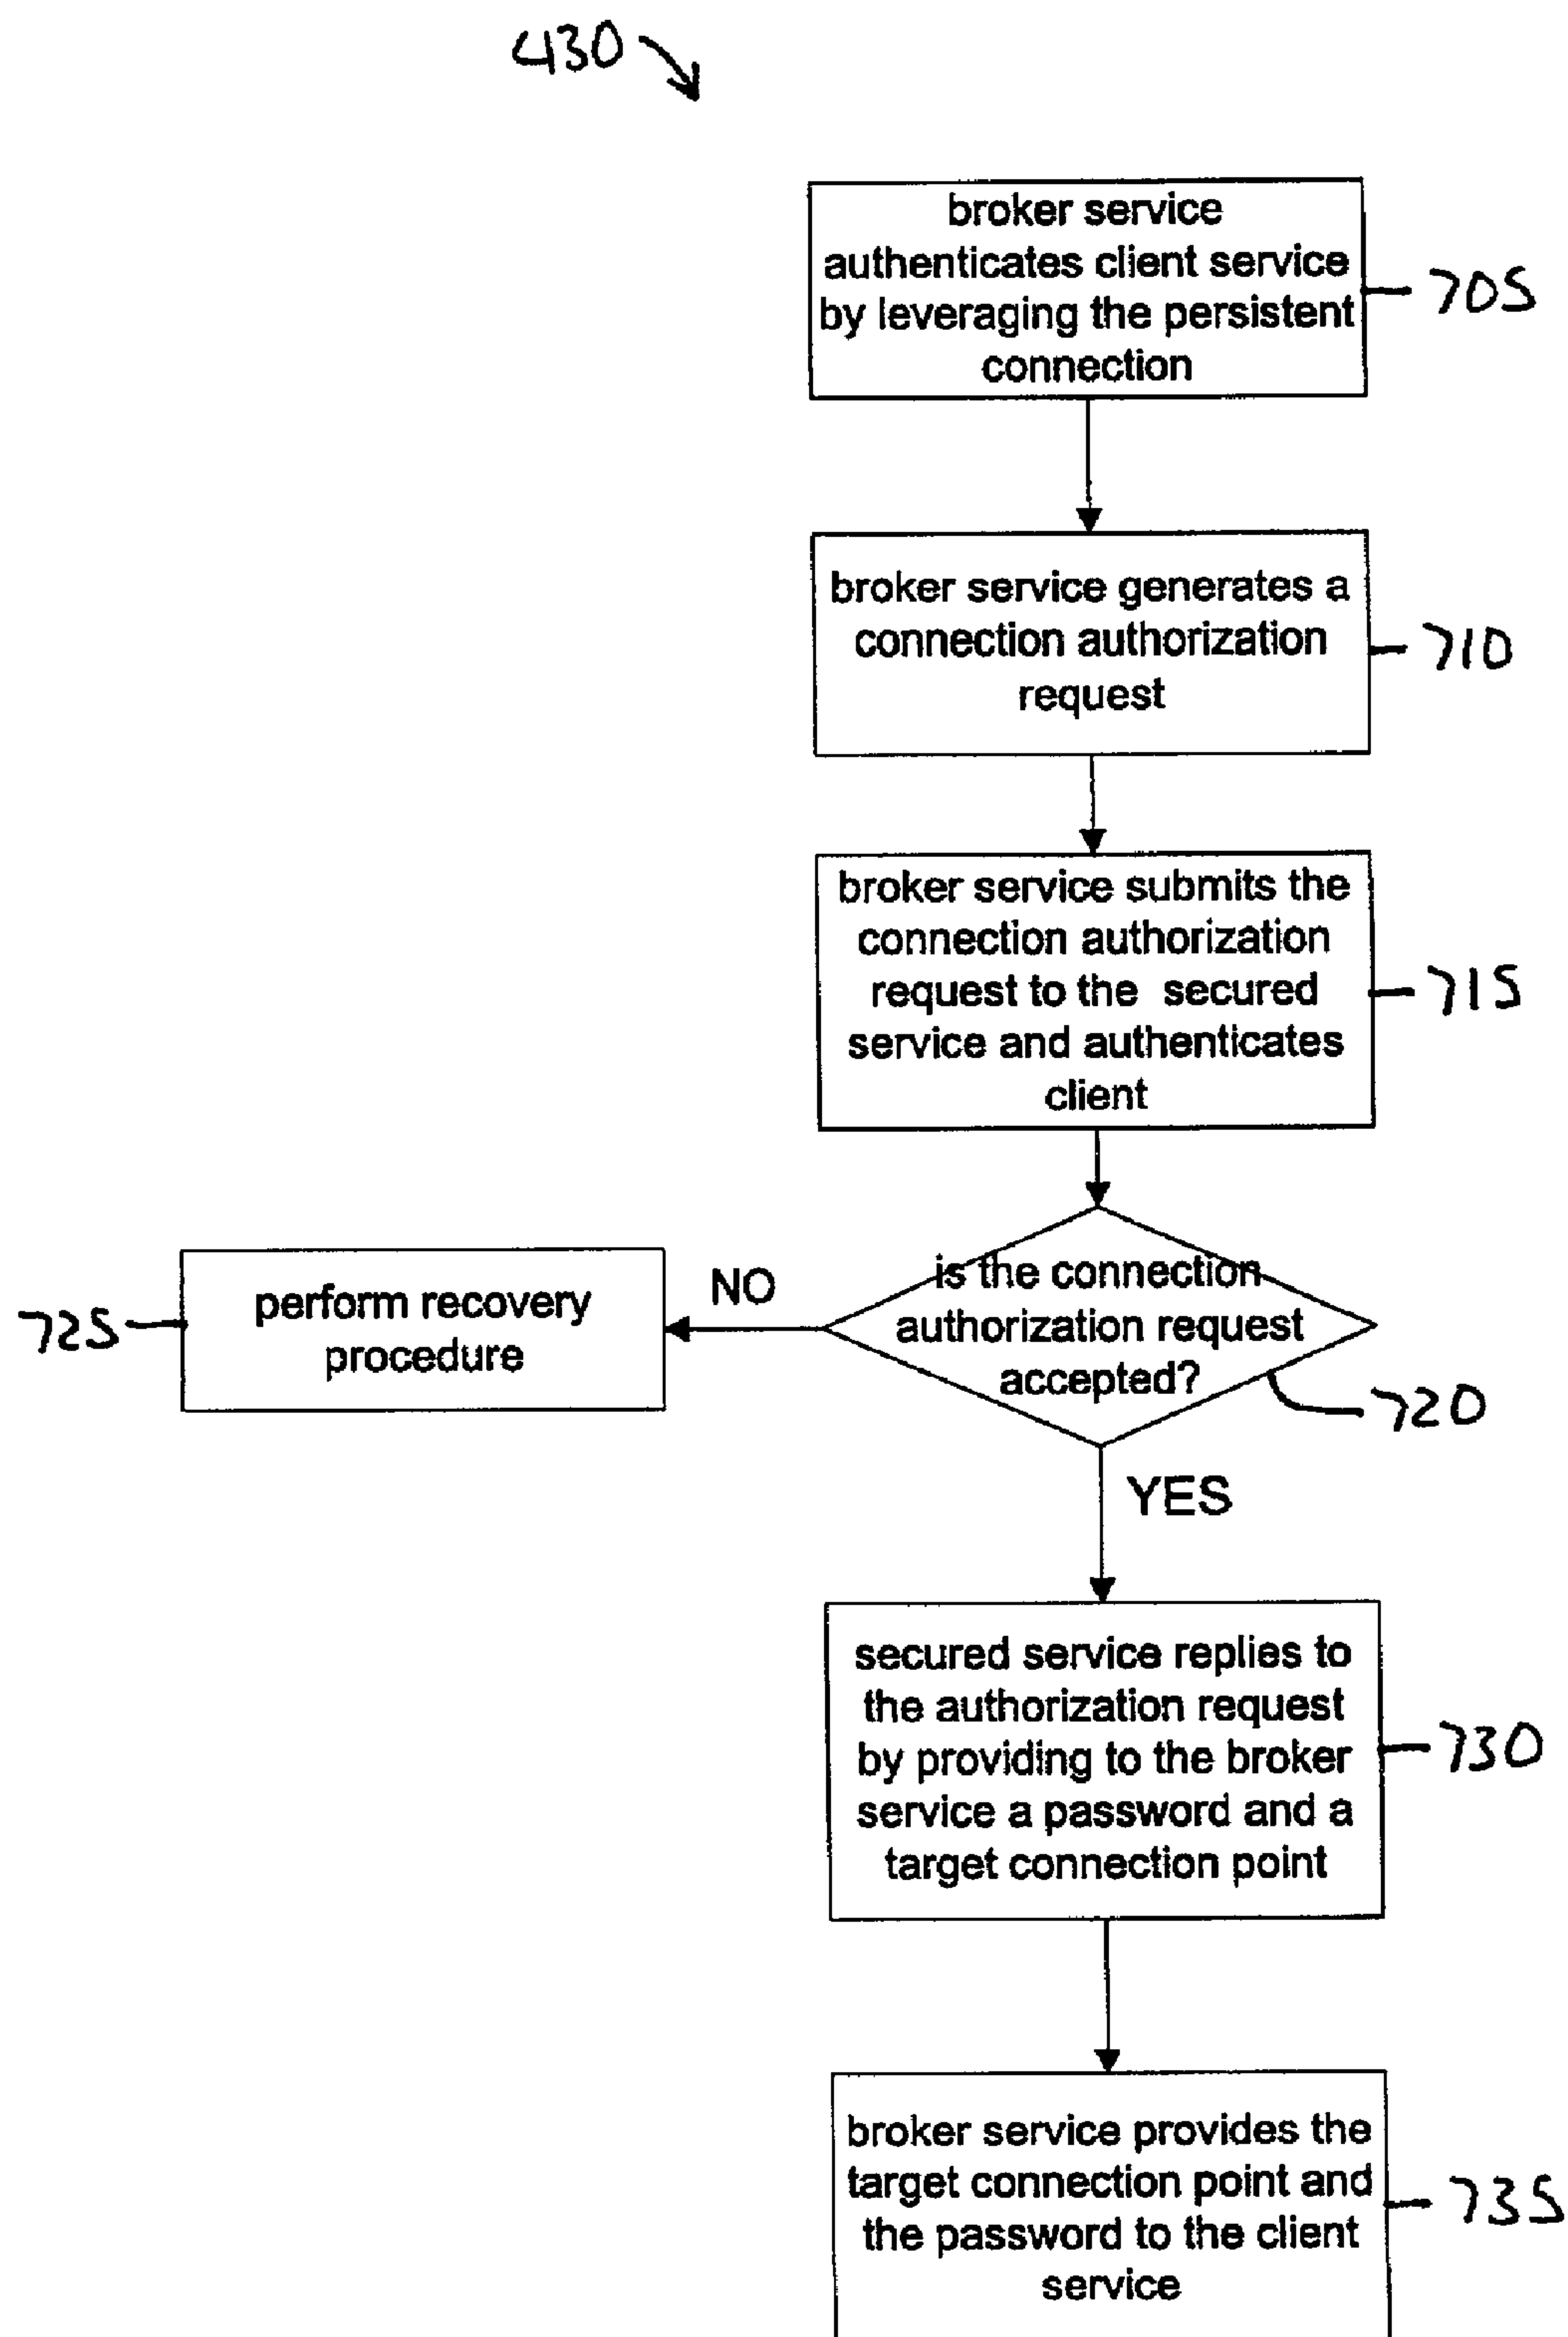 430
broker service
authenticates client service
by leveraging the persistent
connection
705
broker service generates a
connection authorization
request
710
broker service submits the
connection authorization
request to the secured
service and authenticates
client
715
is the connection
authorization request
accepted?
720
NO
perform recovery
procedure
725
YES
secured service replies to
the authorization request
by providing to the broker
service a password and a
target connection point
730
broker service provides the
target connection point and
the password to the client
service
735